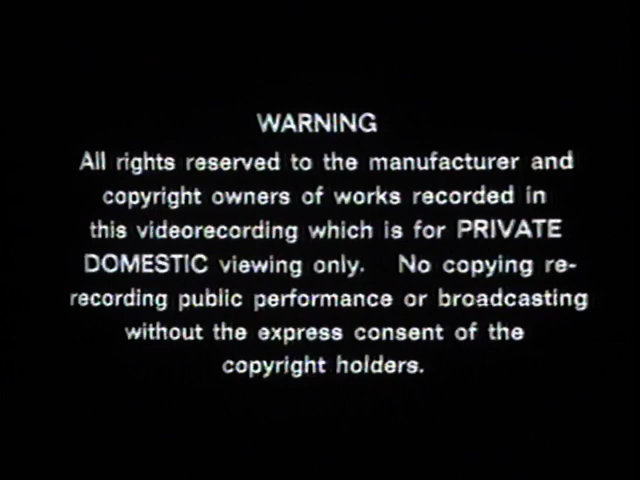 WARNING
All rights reserved to the manufacturer and
copyright owners of works recorded in
this videorecording which is for PRIVATE
DOMESTIC viewing only. No copying re-
recording public performance or broadcasting
without the express consent of the
copyright holders.